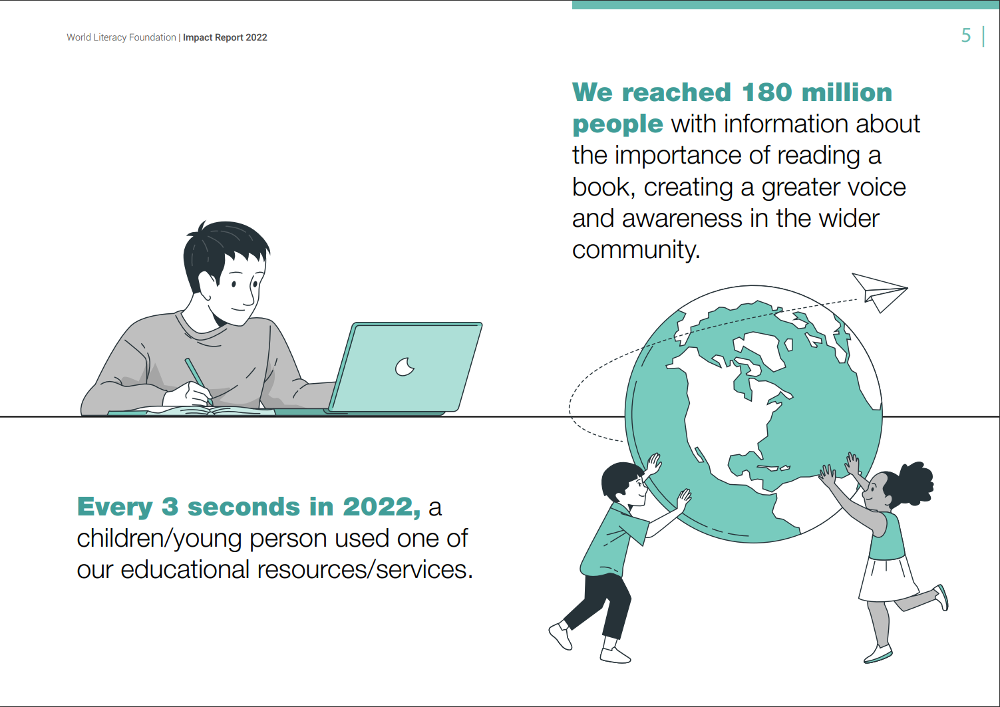 World Literacy Foundation | Impact Report 2022
5 |
We reached 180 million
people with information about
the importance of reading a
book, creating a greater voice
and awareness in the wider
community.
Every 3 seconds in 2022, a
children/young person used one of
our educational resources/services.